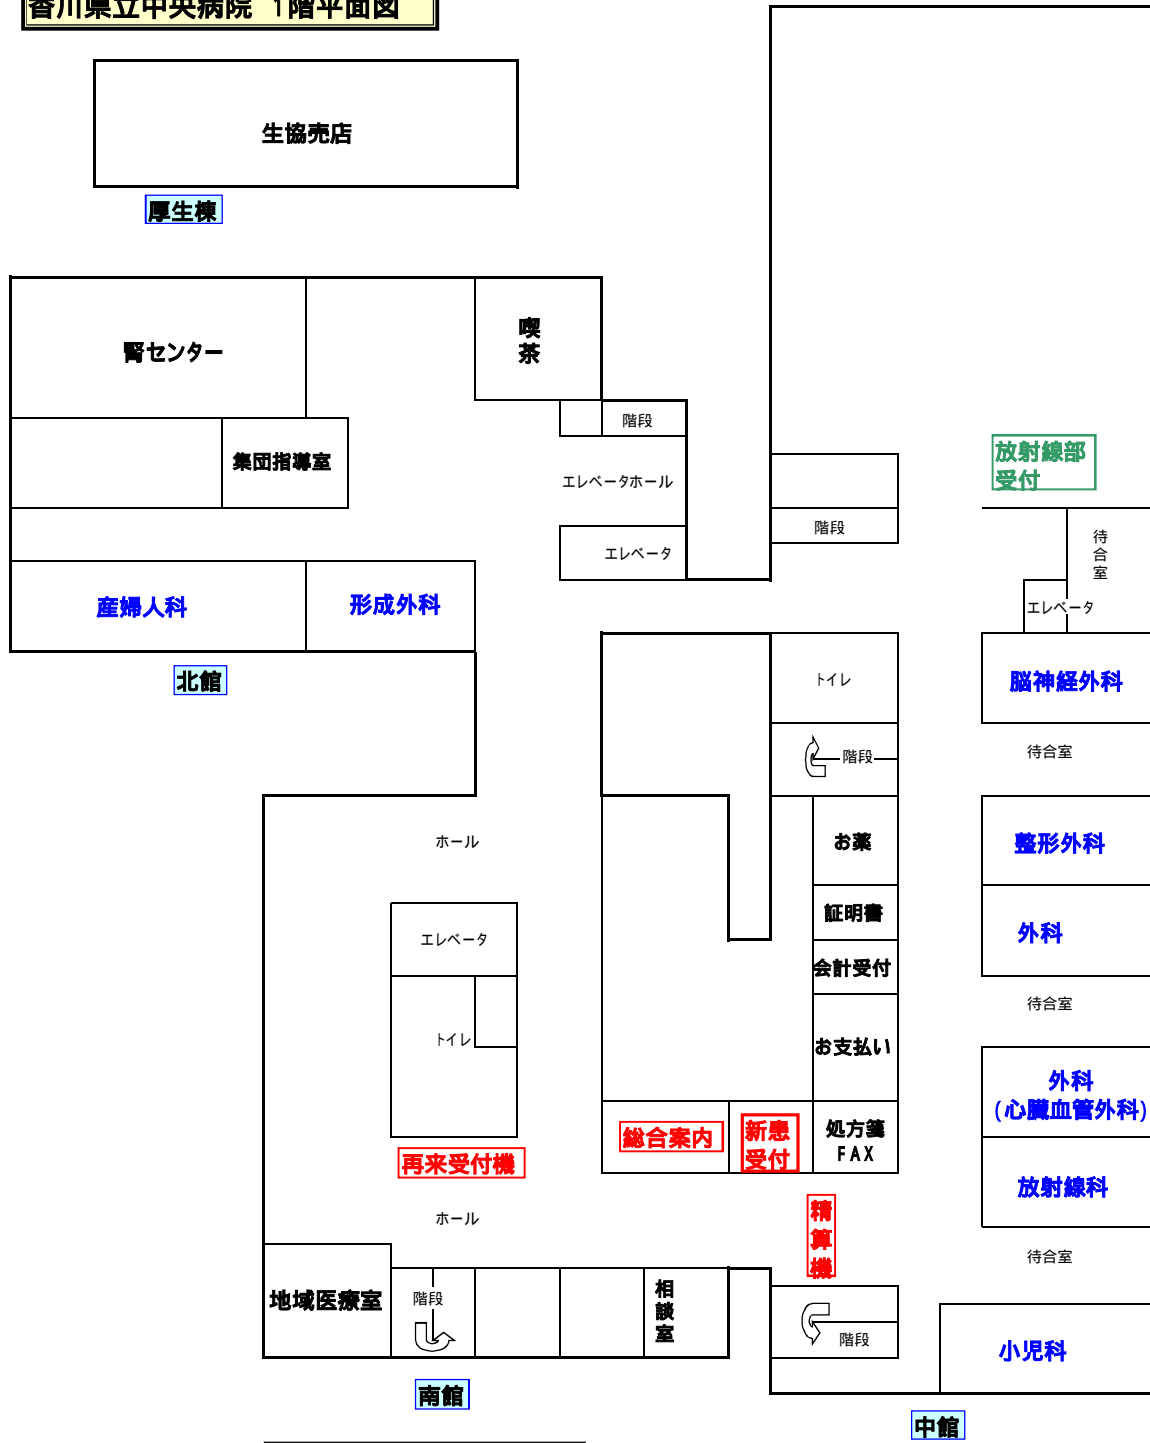 香川県立中央病院 1階平面図
生協売店
厚生棟
腎センター
喫
茶
階段
集団指導室
エレベータホール
エレベータ
放射線部
受付
階段
待
合
室
エレベータ
産婦人科
形成外科
北館
トイレ
脳神経外科
階段
待合室
ホール
お薬
整形外科
証明書
外科
エレベータ
会計受付
待合室
トイレ
お支払い
外科
(心臓血管外科)
総合案内
新患
受付
処方箋
FAX
再来受付機
放射線科
ホール
精
算
機
待合室
地域医療室
階段
相
談
室
階段
小児科
南館
中館